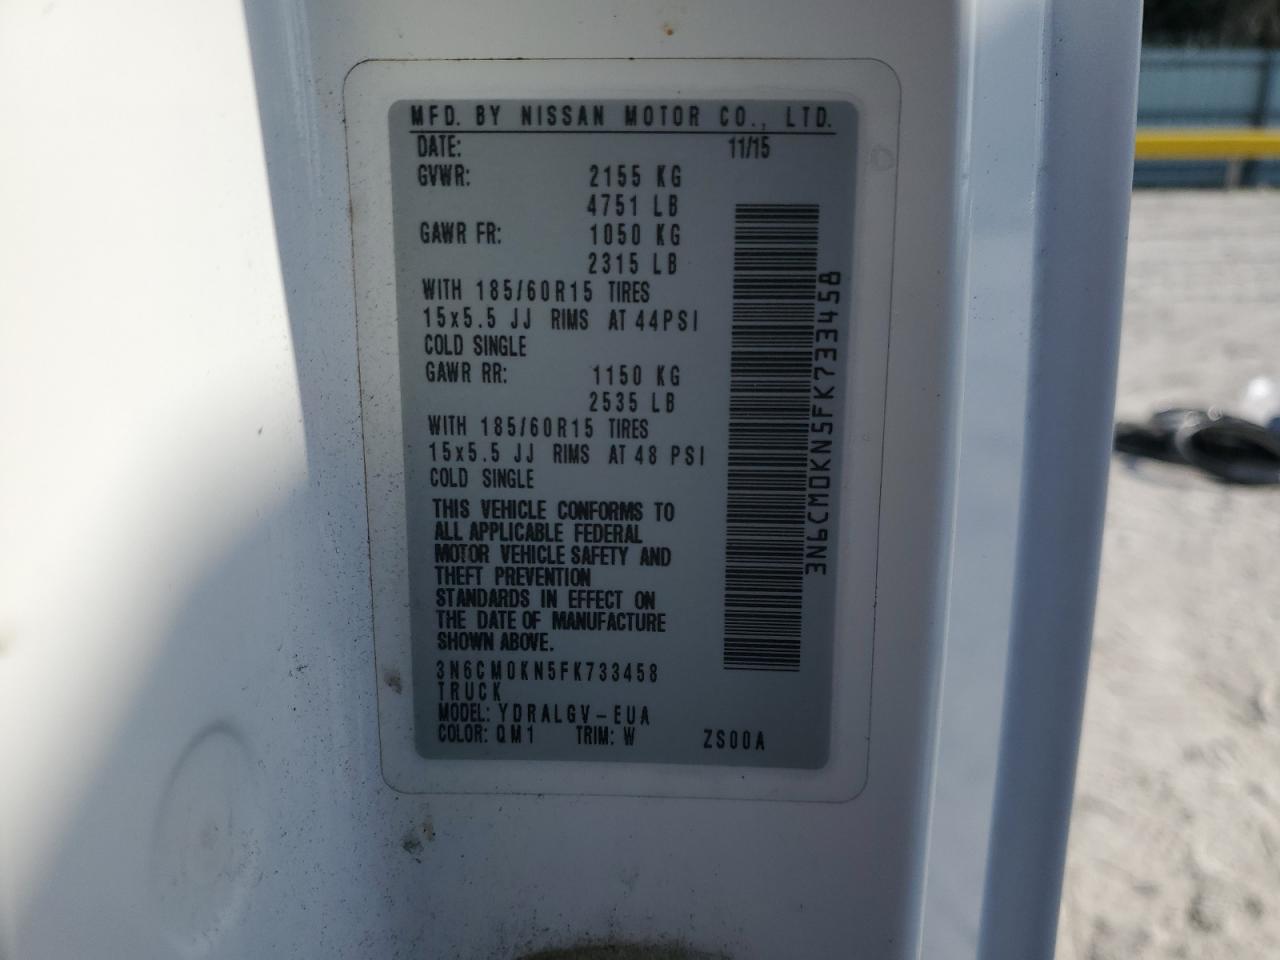 MFD. BY NISSAN MOTOR CO., LTD.
DATE: 11/15
GVWR: 2155 KG
4751 LB
GAWR FR: 1050 KG
2315 LB
WITH 185/60R15 TIRES
15x5.5 JJ RIMS AT 44PSI
COLD SINGLE
GAWR RR: 1150 KG
2535 LB
WITH 185/60R15 TIRES
15x5.5 JJ RIMS AT 48 PSI
COLD SINGLE
THIS VEHICLE CONFORMS TO
ALL APPLICABLE FEDERAL
MOTOR VEHICLE SAFETY AND
THEFT PREVENTION
STANDARDS IN EFFECT ON
THE DATE OF MANUFACTURE
SHOWN ABOVE.
3N6CM0KN5FK733458
TRUCK
MODEL: YDRALGV-EUA
COLOR: QM1 TRIM: W ZS00A
3N6CM0KN5FK733458